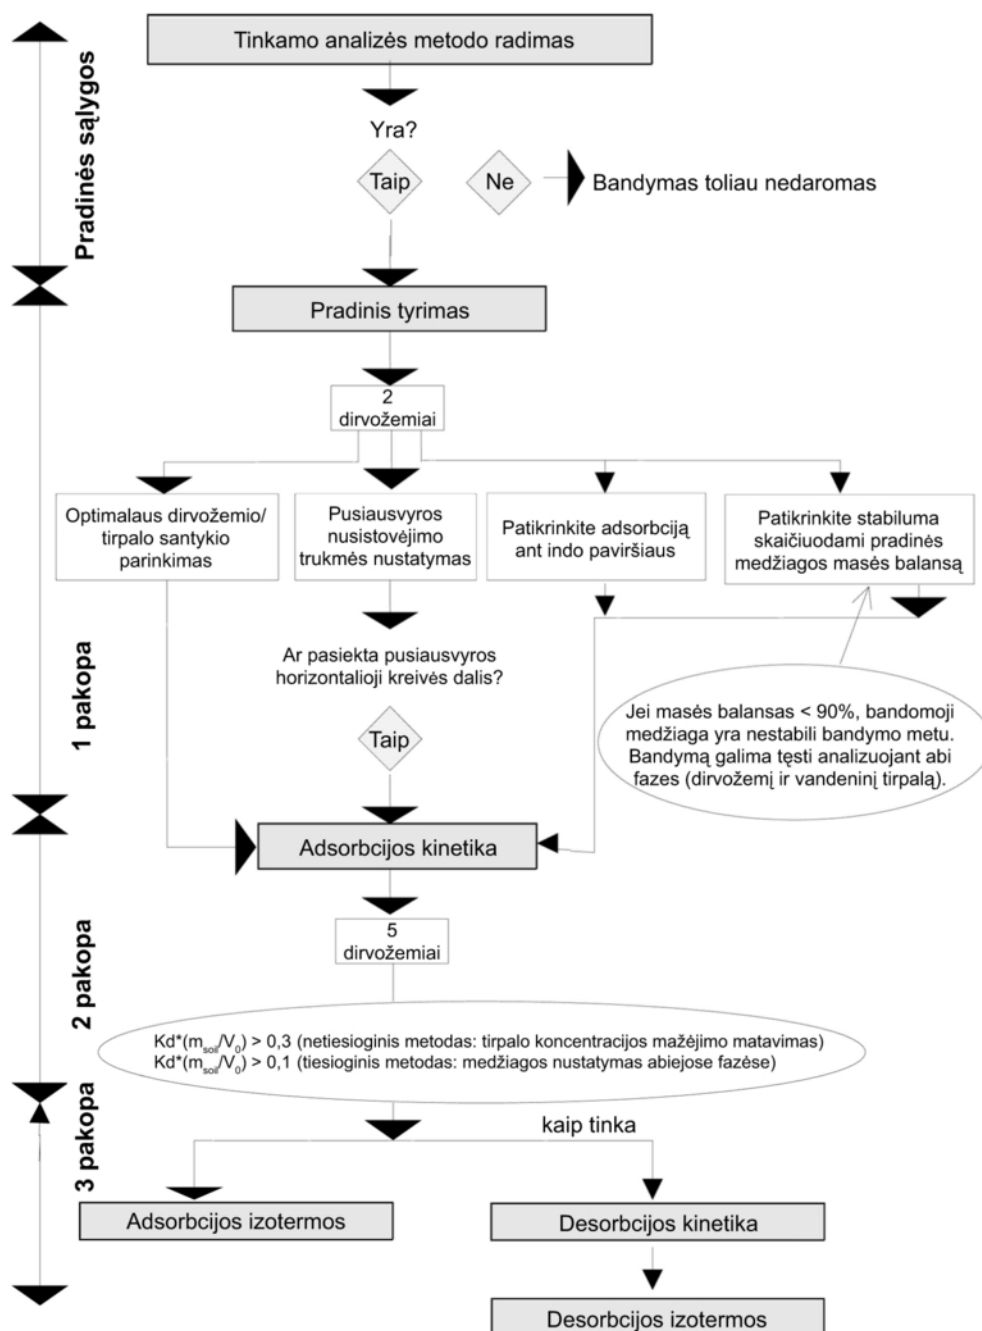 Tinkamo analizės metodo radimas
Pradinės sąlygos
Yra?
Taip
Ne
Bandymas toliau nedaromas
Pradinis tyrimas
2
dirvožemiai
Optimalaus dirvožemio/
tirpalo santykio
parinkimas
Pusiausvyros
nusistovėjimo
trukmės nustatymas
Patikrinkite adsorbciją
ant indo paviršiaus
Patikrinkite stabiluma
skaičiuodami pradinės
medžiagos masės balansą
1 pakopa
Ar pasiekta pusiausvyros
horizontalioji kreivės dalis?
Taip
Jei masės balansas < 90%, bandomoji
medžiaga yra nestabili bandymo metu.
Bandymą galima tęsti analizuojant abi
fazes (dirvožemį ir vandeninį tirpalą).
Adsorbcijos kinetika
2 pakopa
5
dirvožemiai
Kd*(m_soil/V_0) > 0,3 (netiesioginis metodas: tirpalo koncentracijos mažėjimo matavimas)
Kd*(m_soil/V_0) > 0,1 (tiesioginis metodas: medžiagos nustatymas abiejose fazėse)
3 pakopa
kaip tinka
Adsorbcijos izotermos
Desorbcijos kinetika
Desorbcijos izotermos